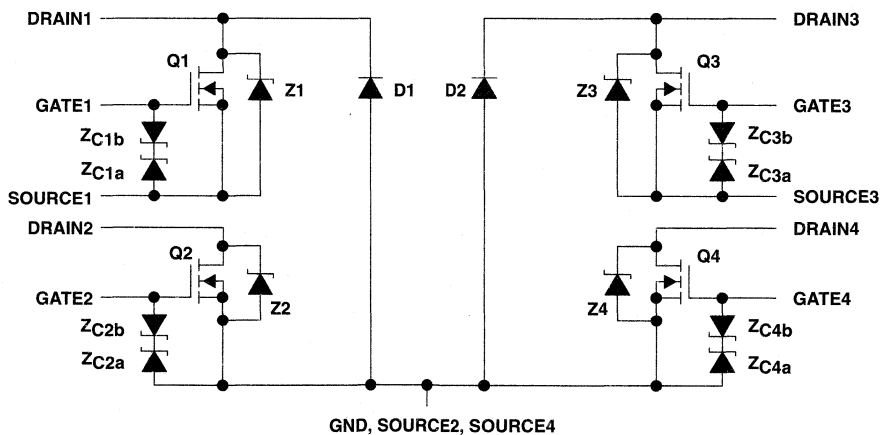 DRAIN1
DRAIN3
Q1
Z1
D1
D2
Z3
Q3
GATE1
GATE3
ZC1b
ZC3b
ZC1a
ZC3a
SOURCE1
SOURCE3
DRAIN2
DRAIN4
Q2
Q4
GATE2
Z2
Z4
GATE4
ZC2b
ZC4b
ZC2a
ZC4a
GND, SOURCE2, SOURCE4